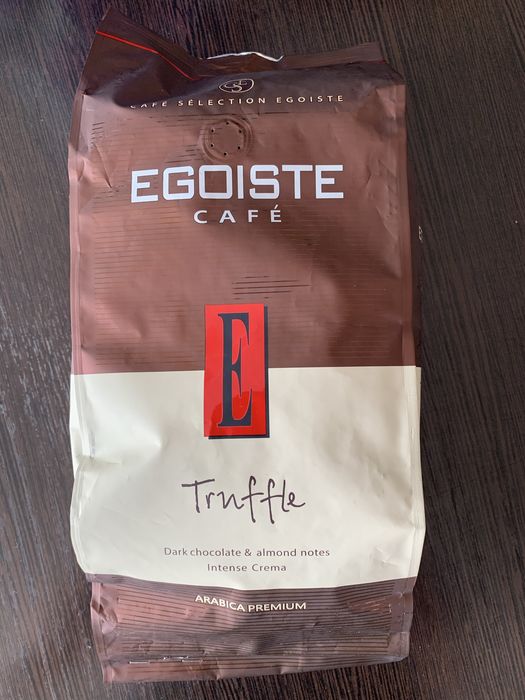 CAFÉ SÉLECTION EGOISTE
EGOISTE
CAFÉ
E
Truffle
Dark chocolate & almond notes
Intense Crema
ARABICA PREMIUM